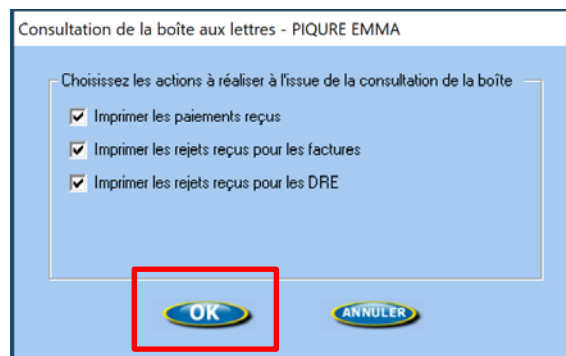 Consultation de la boîte aux lettres - PIQURE EMMA
Choisissez les actions à réaliser à l'issue de la consultation de la boîte
Imprimer les paiements reçus
Imprimer les rejets reçus pour les factures
Imprimer les rejets reçus pour les DRE
OK ANNULER